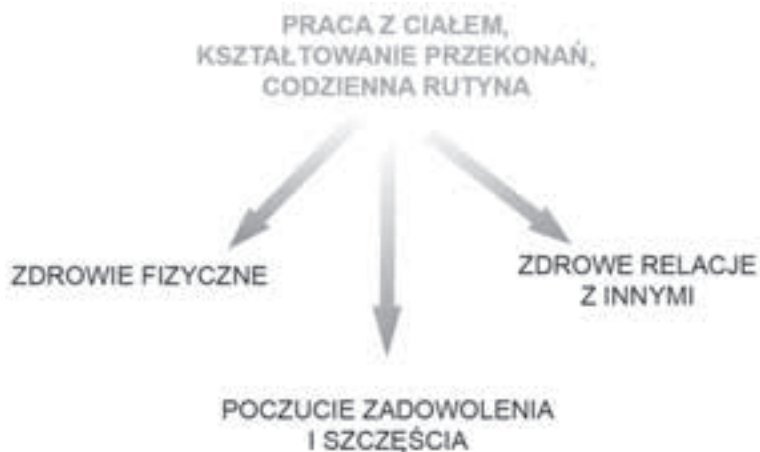 PRACA Z CIAŁEM,
KSZTAŁTOWANIE PRZEKONAŃ,
CODZIENNA RUTYNA
ZDROWIE FIZYCZNE
ZDROWE RELACJE
Z INNYMI
POCZUCIE ZADOWOLENIA
I SZCZĘŚCIA